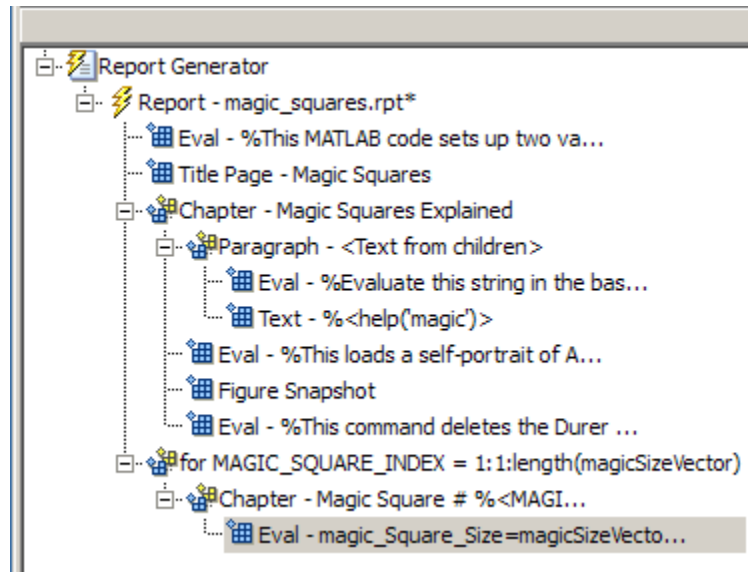 Report Generator
Report - magic_squares.rpt*
Eval - %This MATLAB code sets up two va...
Title Page - Magic Squares
Chapter - Magic Squares Explained
Paragraph - <Text from children>
Eval - %Evaluate this string in the bas...
Text - %<help('magic')>
Eval - %This loads a self-portrait of A...
Figure Snapshot
Eval - %This command deletes the Durer ...
for MAGIC_SQUARE_INDEX = 1:1:length(magicSizeVector)
Chapter - Magic Square # %<MAGI...
Eval - magic_Square_Size=magicSizeVecto...